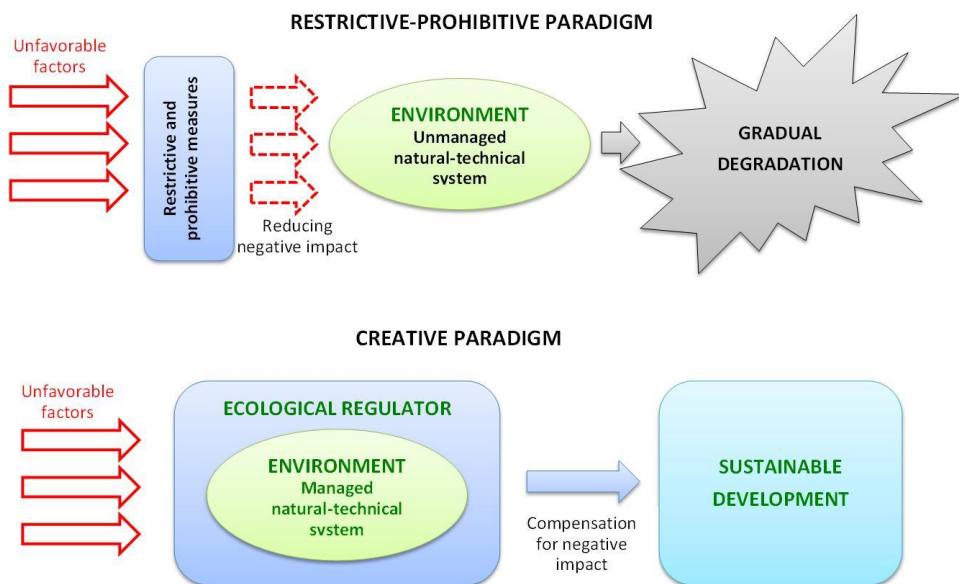 RESTRICTIVE-PROHIBITIVE PARADIGM
Unfavorable
factors
Restrictive and
prohibitive measures
Reducing
negative impact
ENVIRONMENT
Unmanaged
natural-technical
system
GRADUAL
DEGRADATION
CREATIVE PARADIGM
Unfavorable
factors
ECOLOGICAL REGULATOR
ENVIRONMENT
Managed
natural-technical
system
Compensation
for negative
impact
SUSTAINABLE
DEVELOPMENT